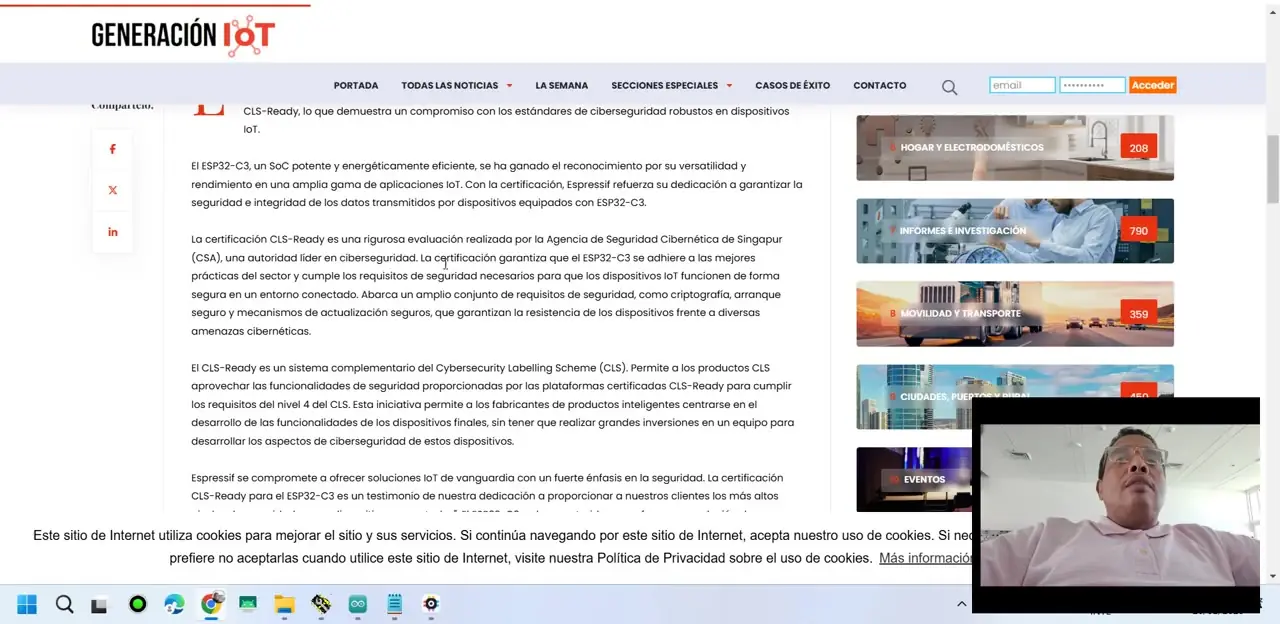 GENERACIÓN IoT
PORTADA TODAS LAS NOTICIAS LA SEMANA SECCIONES ESPECIALES CASOS DE ÉXITO CONTACTO email •••••••••• Acceder
Compártelo:
CLS-Ready, lo que demuestra un compromiso con los estándares de ciberseguridad robustos en dispositivos
IoT.
El ESP32-C3, un SoC potente y energéticamente eficiente, se ha ganado el reconocimiento por su versatilidad y
rendimiento en una amplia gama de aplicaciones IoT. Con la certificación, Espressif refuerza su dedicación a garantizar la
seguridad e integridad de los datos transmitidos por dispositivos equipados con ESP32-C3.
La certificación CLS-Ready es una rigurosa evaluación realizada por la Agencia de Seguridad Cibernética de Singapur
(CSA), una autoridad líder en ciberseguridad. La certificación garantiza que el ESP32-C3 se adhiere a las mejores
prácticas del sector y cumple los requisitos de seguridad necesarios para que los dispositivos IoT funcionen de forma
segura en un entorno conectado. Abarca un amplio conjunto de requisitos de seguridad, como criptografía, arranque
seguro y mecanismos de actualización seguros, que garantizan la resistencia de los dispositivos frente a diversas
amenazas cibernéticas.
El CLS-Ready es un sistema complementario del Cybersecurity Labelling Scheme (CLS). Permite a los productos CLS
aprovechar las funcionalidades de seguridad proporcionadas por las plataformas certificadas CLS-Ready para cumplir
los requisitos del nivel 4 del CLS. Esta iniciativa permite a los fabricantes de productos inteligentes centrarse en el
desarrollo de las funcionalidades de los dispositivos finales, sin tener que realizar grandes inversiones en un equipo para
desarrollar los aspectos de ciberseguridad de estos dispositivos.
Espressif se compromete a ofrecer soluciones IoT de vanguardia con un fuerte énfasis en la seguridad. La certificación
CLS-Ready para el ESP32-C3 es un testimonio de nuestra dedicación a proporcionar a nuestros clientes los más altos
6 HOGAR Y ELECTRODOMÉSTICOS 208
7 INFORMES E INVESTIGACIÓN 790
8 MOVILIDAD Y TRANSPORTE 359
9 CIUDADES, PUERTOS Y RURAL 450
10 EVENTOS
Este sitio de Internet utiliza cookies para mejorar el sitio y sus servicios. Si continúa navegando por este sitio de Internet, acepta nuestro uso de cookies. Si
prefiere no aceptarlas cuando utilice este sitio de Internet, visite nuestra Política de Privacidad sobre el uso de cookies. Más información